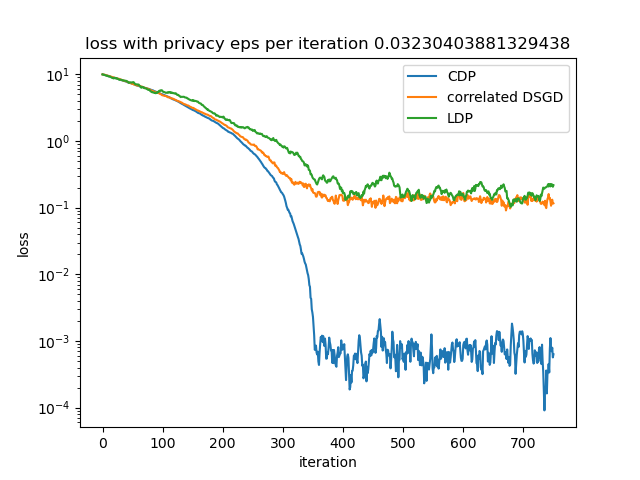 loss with privacy eps per iteration 0.03230403881329438
CDP
correlated DSGD
LDP
10¹
10⁰
10⁻¹
10⁻²
10⁻³
10⁻⁴
loss
0 100 200 300 400 500 600 700
iteration